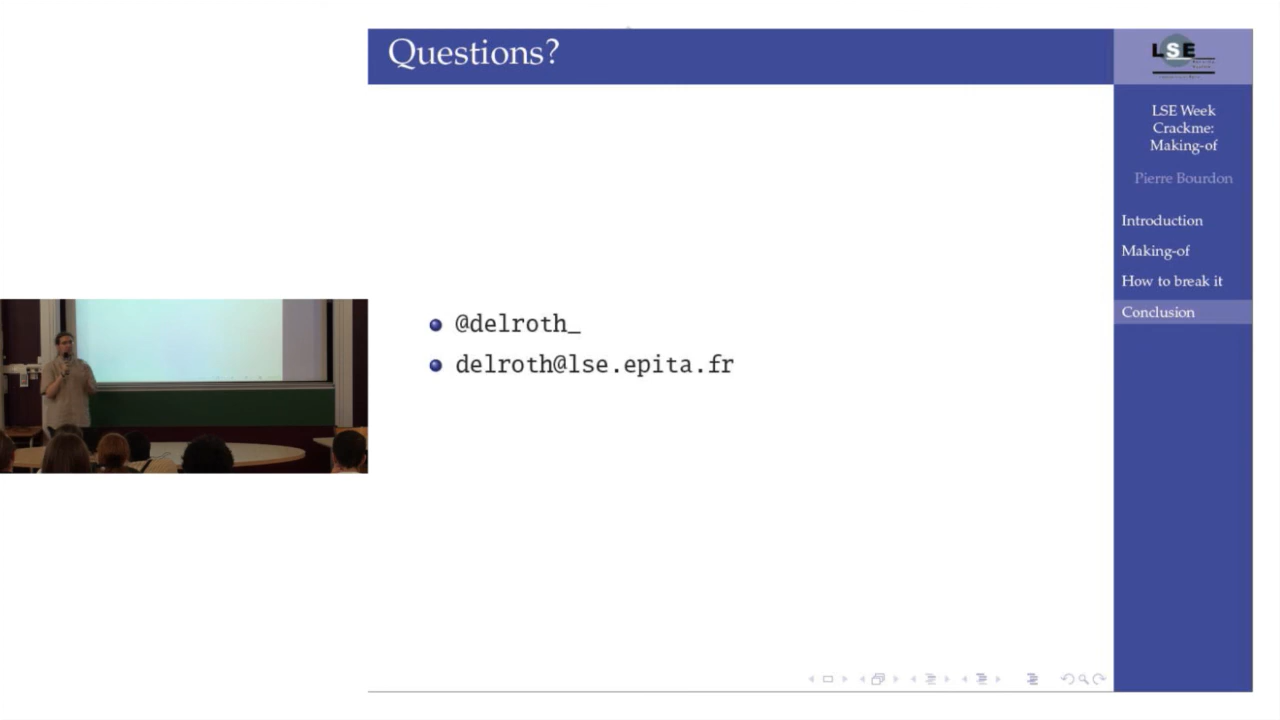 Questions?
@delroth_
delroth@lse.epita.fr
LSE
LSE Week
Crackme:
Making-of
Pierre Bourdon
Introduction
Making-of
How to break it
Conclusion